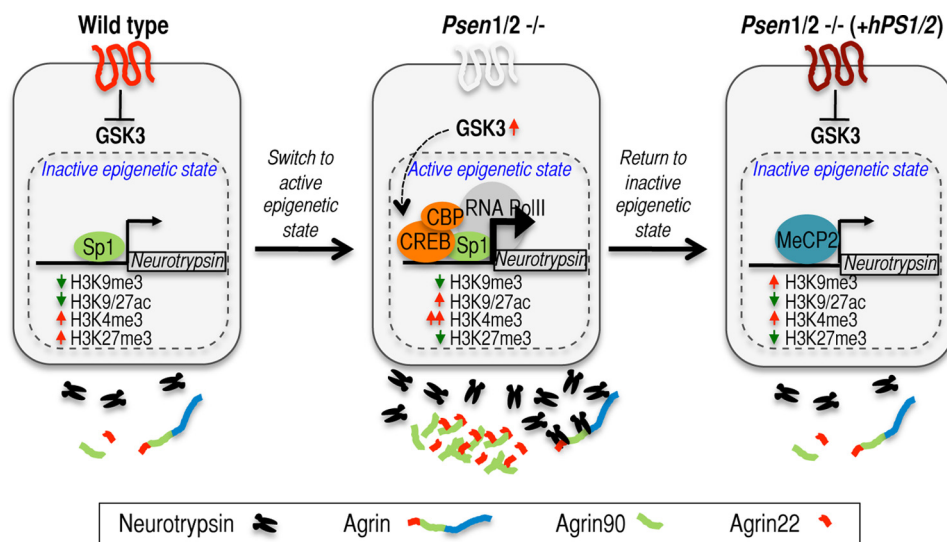 Wild type
GSK3
Inactive epigenetic state
Sp1
Neurotrypsin
H3K9me3
H3K9/27ac
H3K4me3
H3K27me3
Switch to
active
epigenetic
state
Psen1/2 -/-
GSK3
Active epigenetic state
RNA PolII
CBP
CREB
Sp1
Neurotrypsin
H3K9me3
H3K9/27ac
H3K4me3
H3K27me3
Return to
inactive
epigenetic
state
Psen1/2 -/- (+hPS1/2)
GSK3
Inactive epigenetic state
MeCP2
Neurotrypsin
H3K9me3
H3K9/27ac
H3K4me3
H3K27me3
Neurotrypsin Agrin Agrin90 Agrin22